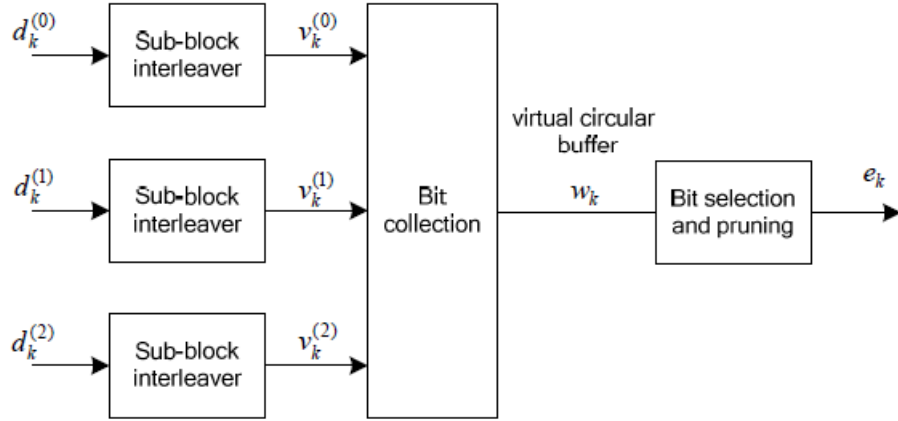 d_k^{(0)}
Sub-block
interleaver
v_k^{(0)}
d_k^{(1)}
Sub-block
interleaver
v_k^{(1)}
d_k^{(2)}
Sub-block
interleaver
v_k^{(2)}
Bit
collection
virtual circular
buffer
w_k
Bit selection
and pruning
e_k